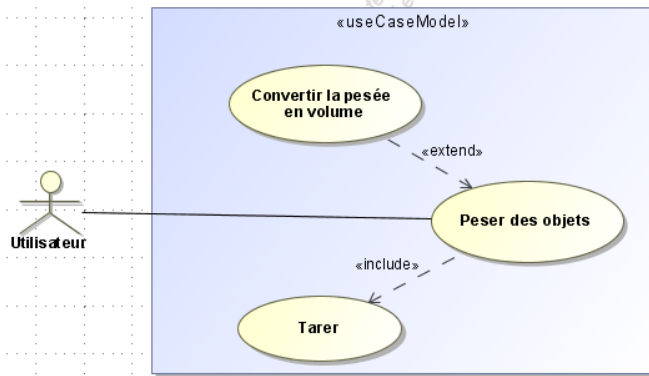 «useCaseModel»
Convertir la pesée
en volume
«extend»
Peser des objets
Utilisateur
«include»
Tarer